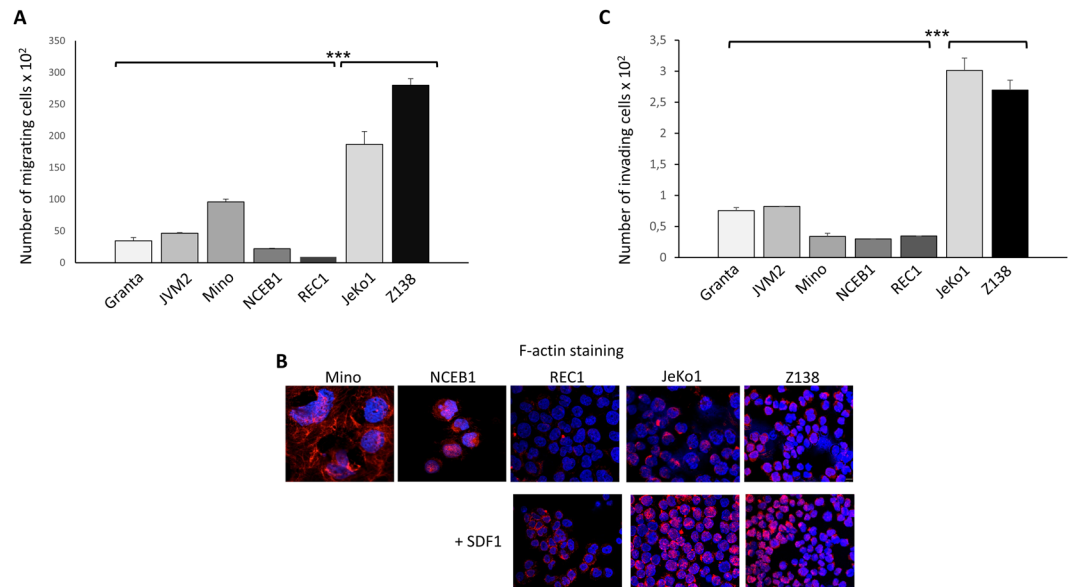 A
Number of migrating cells x 10²
350
300
250
200
150
100
50
0
***
Granta
JVM2
Mino
NCEB1
REC1
JeKo1
Z138
C
Number of invading cells x 10²
3,5
3
2,5
2
1,5
1
0,5
0
***
Granta
JVM2
Mino
NCEB1
REC1
JeKo1
Z138
B
F-actin staining
Mino NCEB1 REC1 JeKo1 Z138
+ SDF1